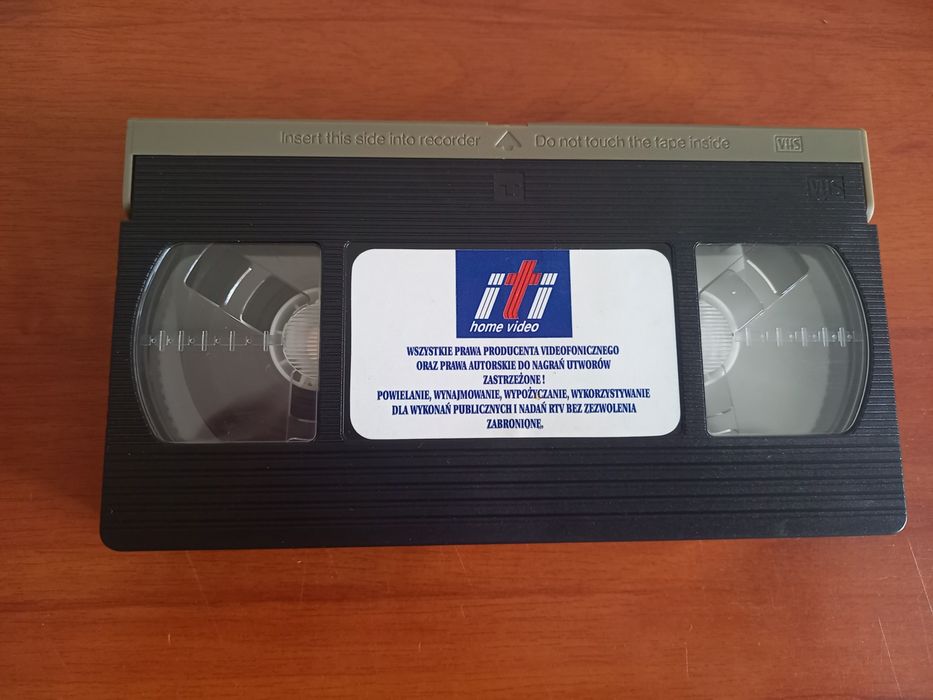 Insert this side into recorder Do not touch the tape inside VHS
VHS
iti
home video
WSZYSTKIE PRAWA PRODUCENTA VIDEOFONICZNEGO
ORAZ PRAWA AUTORSKIE DO NAGRAŃ UTWORÓW
ZASTRZEŻONE!
POWIELANIE, WYNAJMOWANIE, WYPOŻYCZANIE, WYKORZYSTYWANIE
DLA WYKONAŃ PUBLICZNYCH I NADAŃ RTV BEZ ZEZWOLENIA
ZABRONIONĘ.